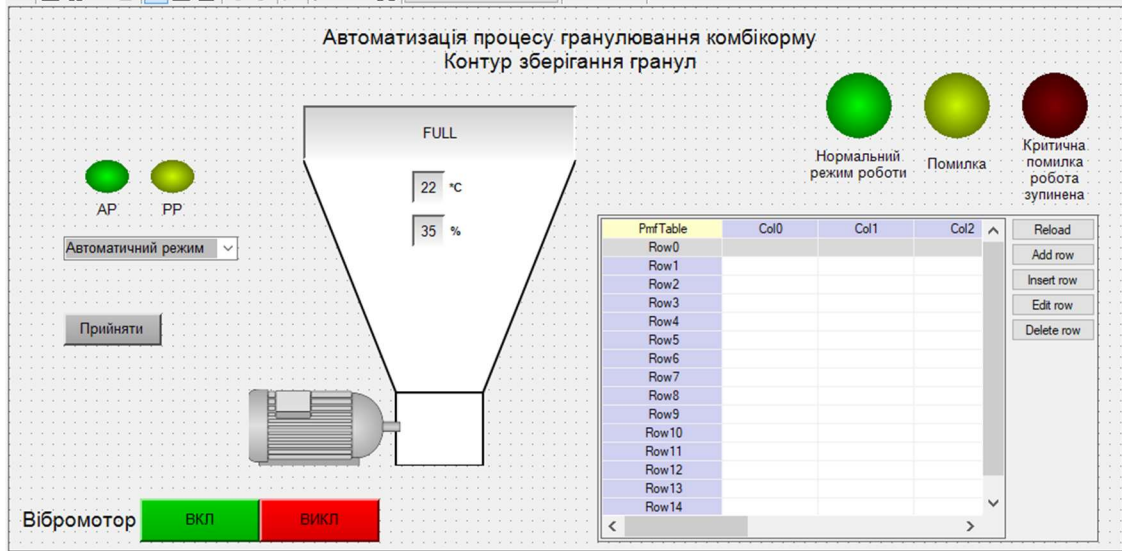 Автоматизація процесу гранулювання комбікорму
Контур зберігання гранул
FULL
22 °C
35 %
АР РР
Автоматичний режим
Прийняти
Нормальний
режим роботи
Помилка
Критична
помилка
робота
зупинена
PmfTable Col0 Col1 Col2
Row0
Row1
Row2
Row3
Row4
Row5
Row6
Row7
Row8
Row9
Row10
Row11
Row12
Row13
Row14
Reload
Add row
Insert row
Edit row
Delete row
Вібромотор ВКЛ ВИКЛ